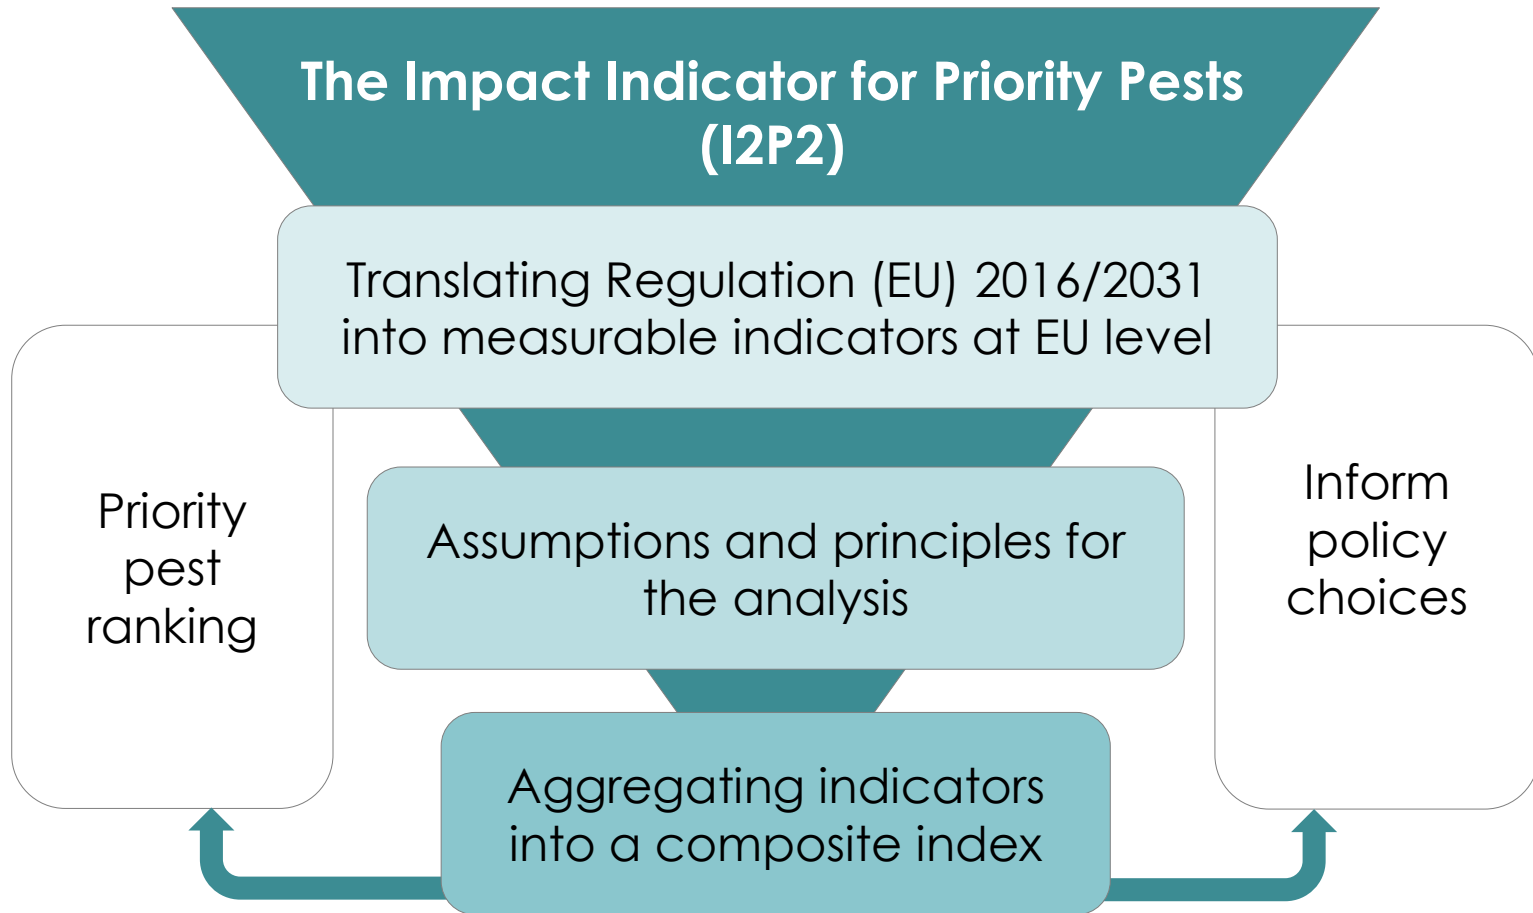 The Impact Indicator for Priority Pests
(I2P2)
Translating Regulation (EU) 2016/2031
into measurable indicators at EU level
Priority
pest
ranking
Assumptions and principles for
the analysis
Inform
policy
choices
Aggregating indicators
into a composite index